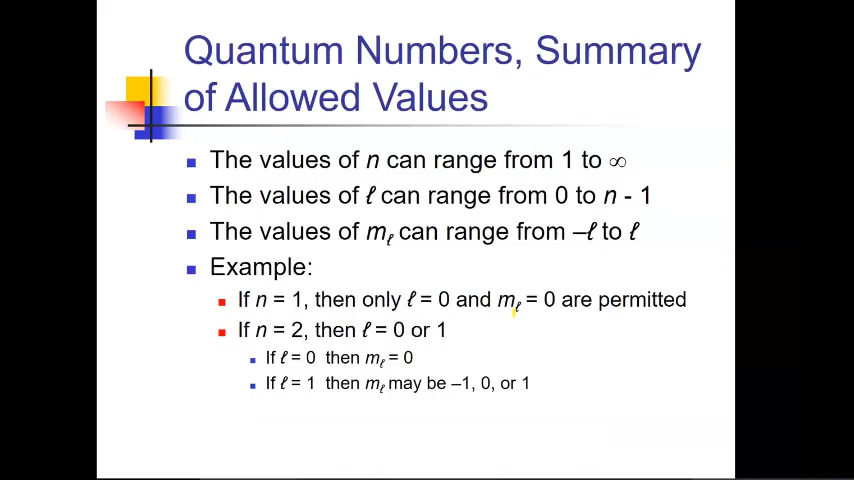 Quantum Numbers, Summary
of Allowed Values
The values of n can range from 1 to ∞
The values of ℓ can range from 0 to n - 1
The values of mℓ can range from –ℓ to ℓ
Example:
If n = 1, then only ℓ = 0 and mℓ = 0 are permitted
If n = 2, then ℓ = 0 or 1
If ℓ = 0 then mℓ = 0
If ℓ = 1 then mℓ may be –1, 0, or 1